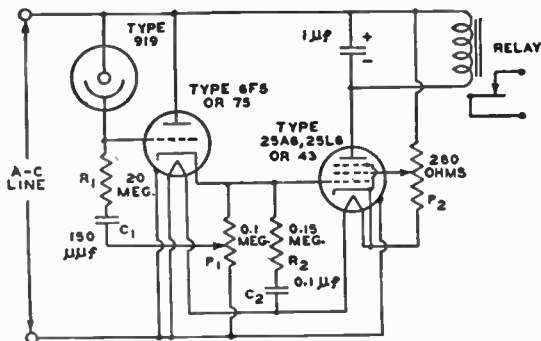 TYPE
919
TYPE 6F5
OR 75
1 μf
+
-
RELAY
TYPE
25A6, 25L6
OR 43
A-C
LINE
R1
20
MEG.
280
OHMS
P2
150
μμf
C1
0.1
MEG.
P1
0.15
MEG.
R2
0.1 μf
C2